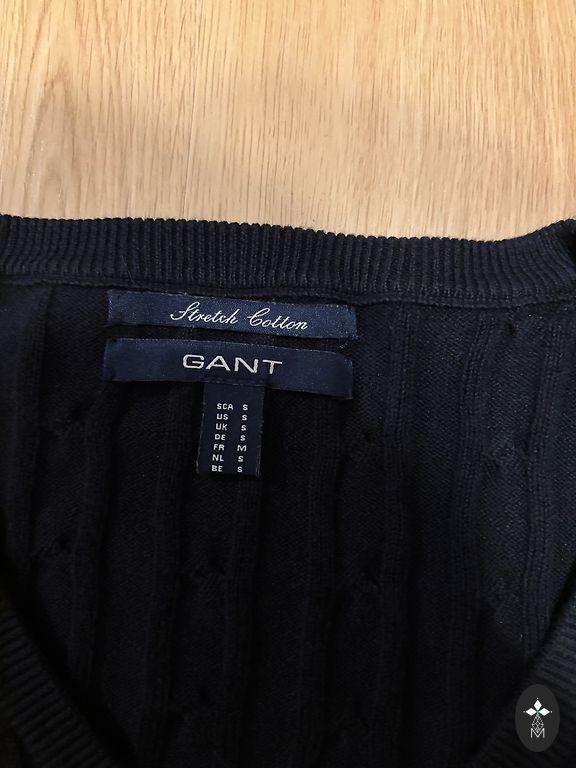 Stretch Cotton
GANT
SCA S
US S
UK S
DE S
FR M
NL S
BE S
M